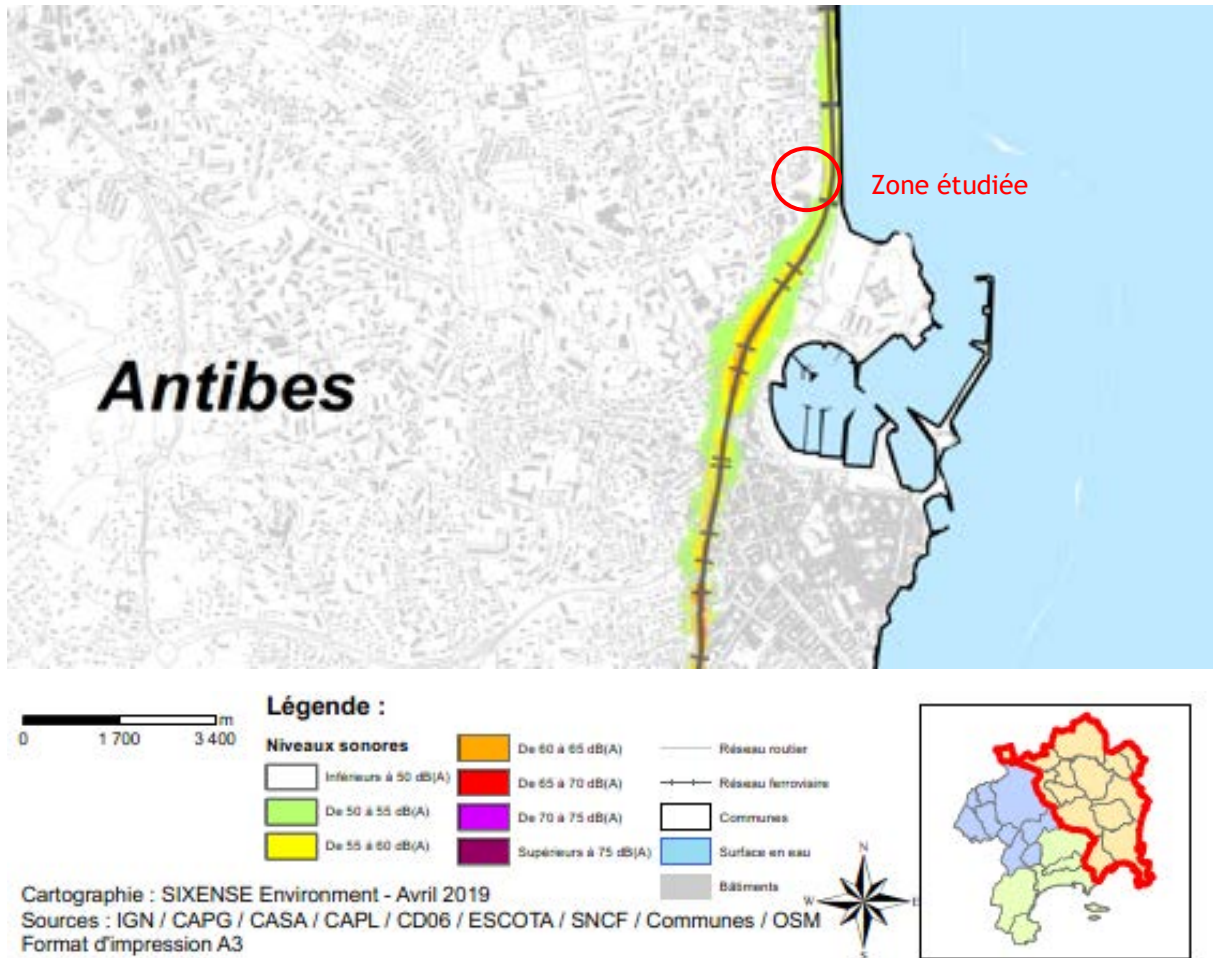 Zone étudiée
Antibes
0 1 700 3 400 m
Légende :
Niveaux sonores
Inférieurs à 50 dB(A)
De 50 à 55 dB(A)
De 55 à 60 dB(A)
De 60 à 65 dB(A)
De 65 à 70 dB(A)
De 70 à 75 dB(A)
Supérieurs à 75 dB(A)
Réseau routier
Réseau ferroviaire
Communes
Surface en eau
Bâtiments
N
W E
S
Cartographie : SIXENSE Environment - Avril 2019
Sources : IGN / CAPG / CASA / CAPL / CD06 / ESCOTA / SNCF / Communes / OSM
Format d'impression A3